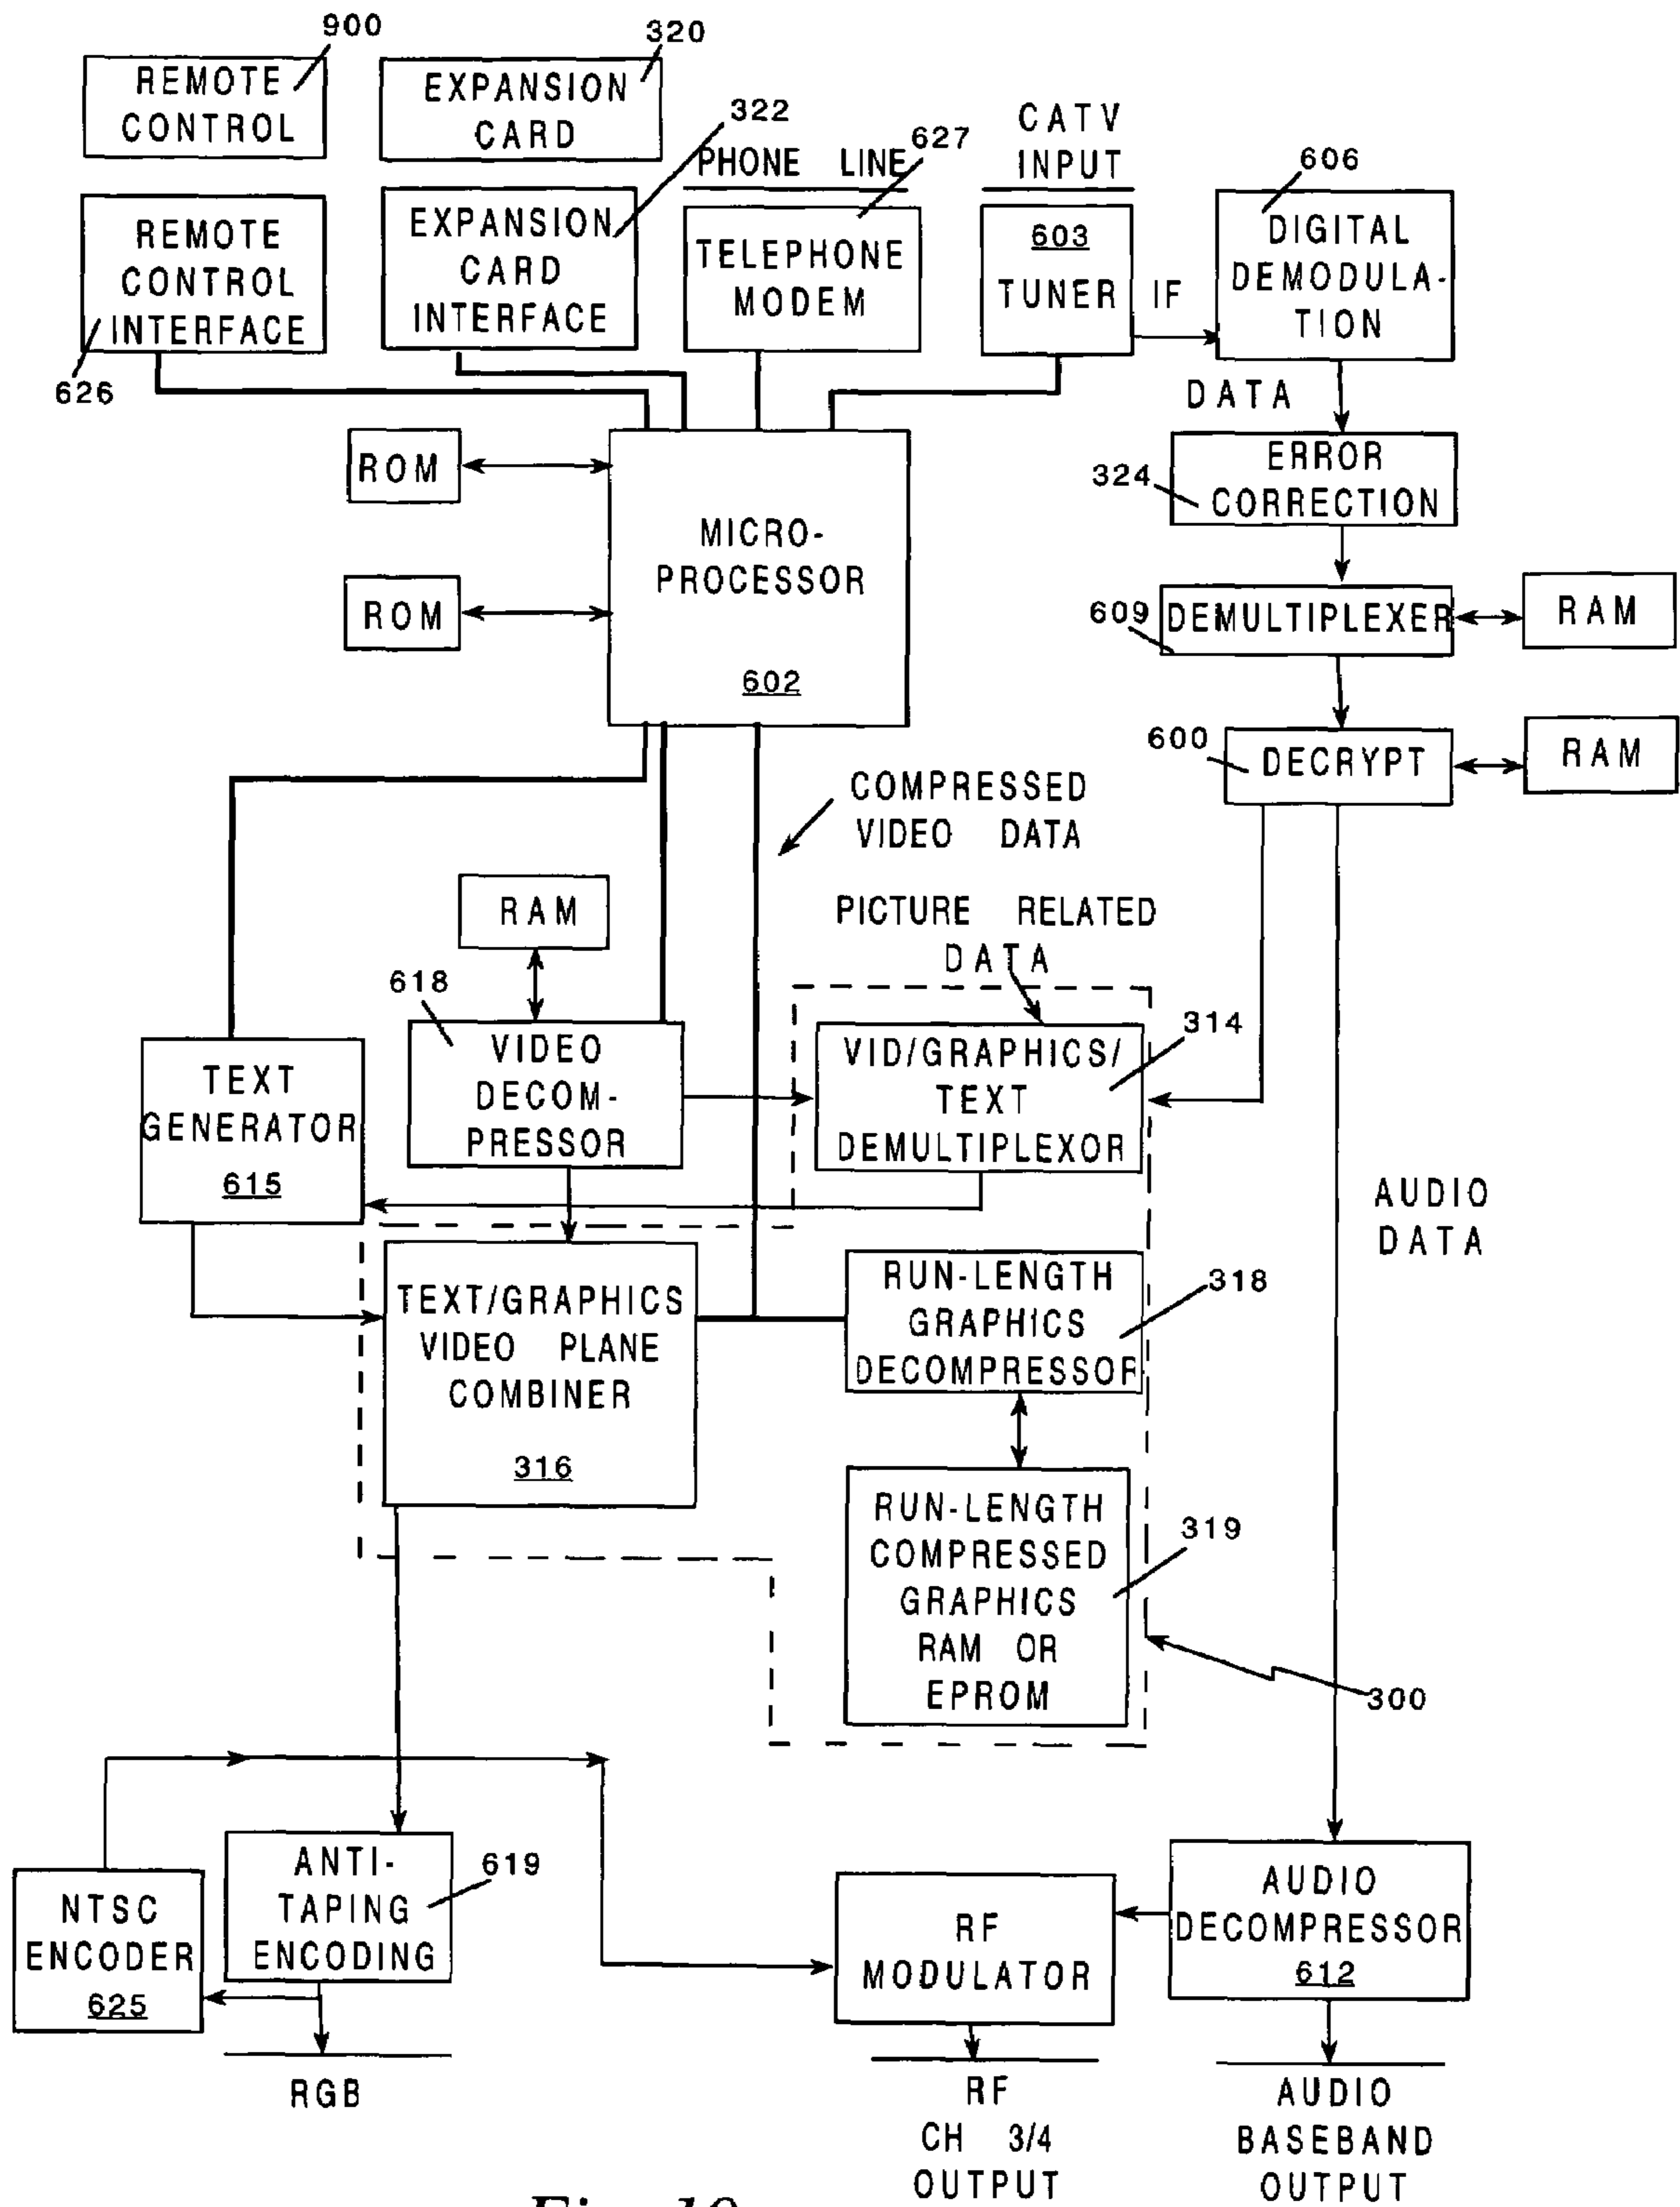 900
REMOTE
CONTROL
320
EXPANSION
CARD
322
PHONE LINE
627
CATV
INPUT
606
REMOTE
CONTROL
INTERFACE
626
EXPANSION
CARD
INTERFACE
TELEPHONE
MODEM
603
TUNER
IF
DIGITAL
DEMODULA-
TION
DATA
ROM
ROM
MICRO-
PROCESSOR
602
324
ERROR
CORRECTION
609
DEMULTIPLEXER
RAM
600
DECRYPT
RAM
COMPRESSED
VIDEO DATA
PICTURE RELATED
DATA
RAM
618
VIDEO
DECOM-
PRESSOR
314
VID/GRAPHICS/
TEXT
DEMULTIPLEXOR
TEXT
GENERATOR
615
AUDIO
DATA
TEXT/GRAPHICS
VIDEO PLANE
COMBINER
316
RUN-LENGTH
GRAPHICS
DECOMPRESSOR
318
RUN-LENGTH
COMPRESSED
GRAPHICS
RAM OR
EPROM
319
300
NTSC
ENCODER
625
ANTI-
TAPING
ENCODING
619
RF
MODULATOR
AUDIO
DECOMPRESSOR
612
RGB
RF
CH 3/4
OUTPUT
AUDIO
BASEBAND
OUTPUT